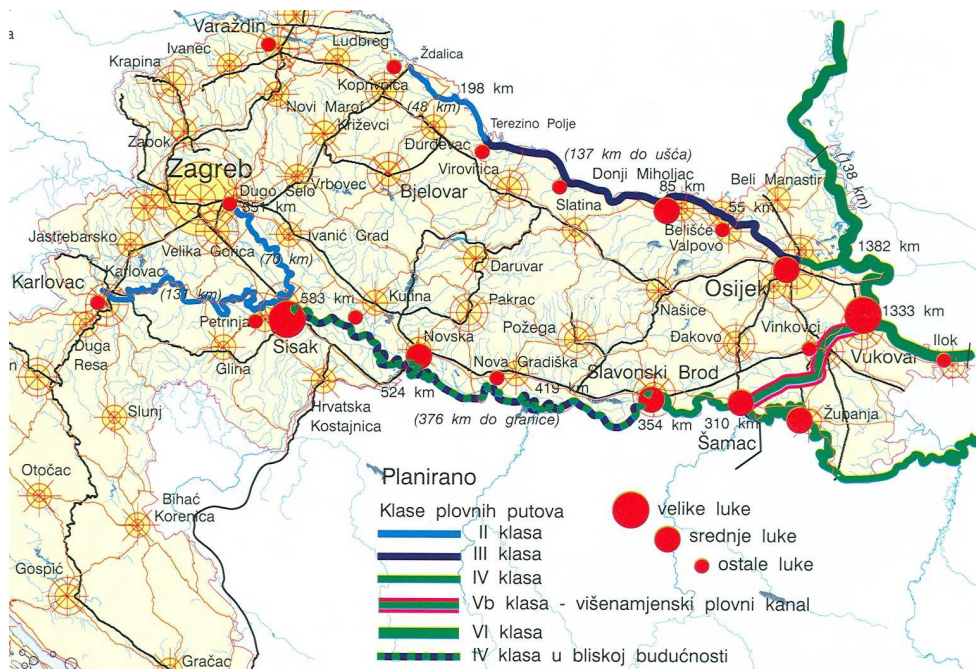 a
Varaždin
Ivanec
Ludbreg
Ždalica
Krapina
Koprivnica
198 km
Novi Marof
(48 km)
Križevci
Terezino Polje
Zabok
Đurđevac
Virovitica
(137 km do ušća)
Zagreb
Vrbovec
Bjelovar
Donji Miholjac
85 km
Beli Manastir
(138 km)
Dugo Selo
651 km
Slatina
55 km
Jastrebarsko
Ivanić Grad
Belišće
Valpovo
1382 km
Velika Gorica
(70 km)
Daruvar
Karlovac
Karlovac
(131 km)
583 km
Kutina
Pakrac
Osijek
Našice
1333 km
Petrinja
Sisak
Novska
Požega
Đakovo
Vinkovci
Ilok
Duga
Resa
Glina
Nova Gradiška
Slavonski Brod
Vukovar
n
Slunj
Hrvatska
Kostajnica
524 km
419 km
(376 km do granice)
354 km
310 km
Šamac
Županja
Otočac
Bihać
Korenica
Gospić
Gračac
Planirano
Klase plovnih putova
II klasa
III klasa
IV klasa
Vb klasa - višenamjenski plovni kanal
VI klasa
IV klasa u bliskoj budućnosti
velike luke
srednje luke
ostale luke